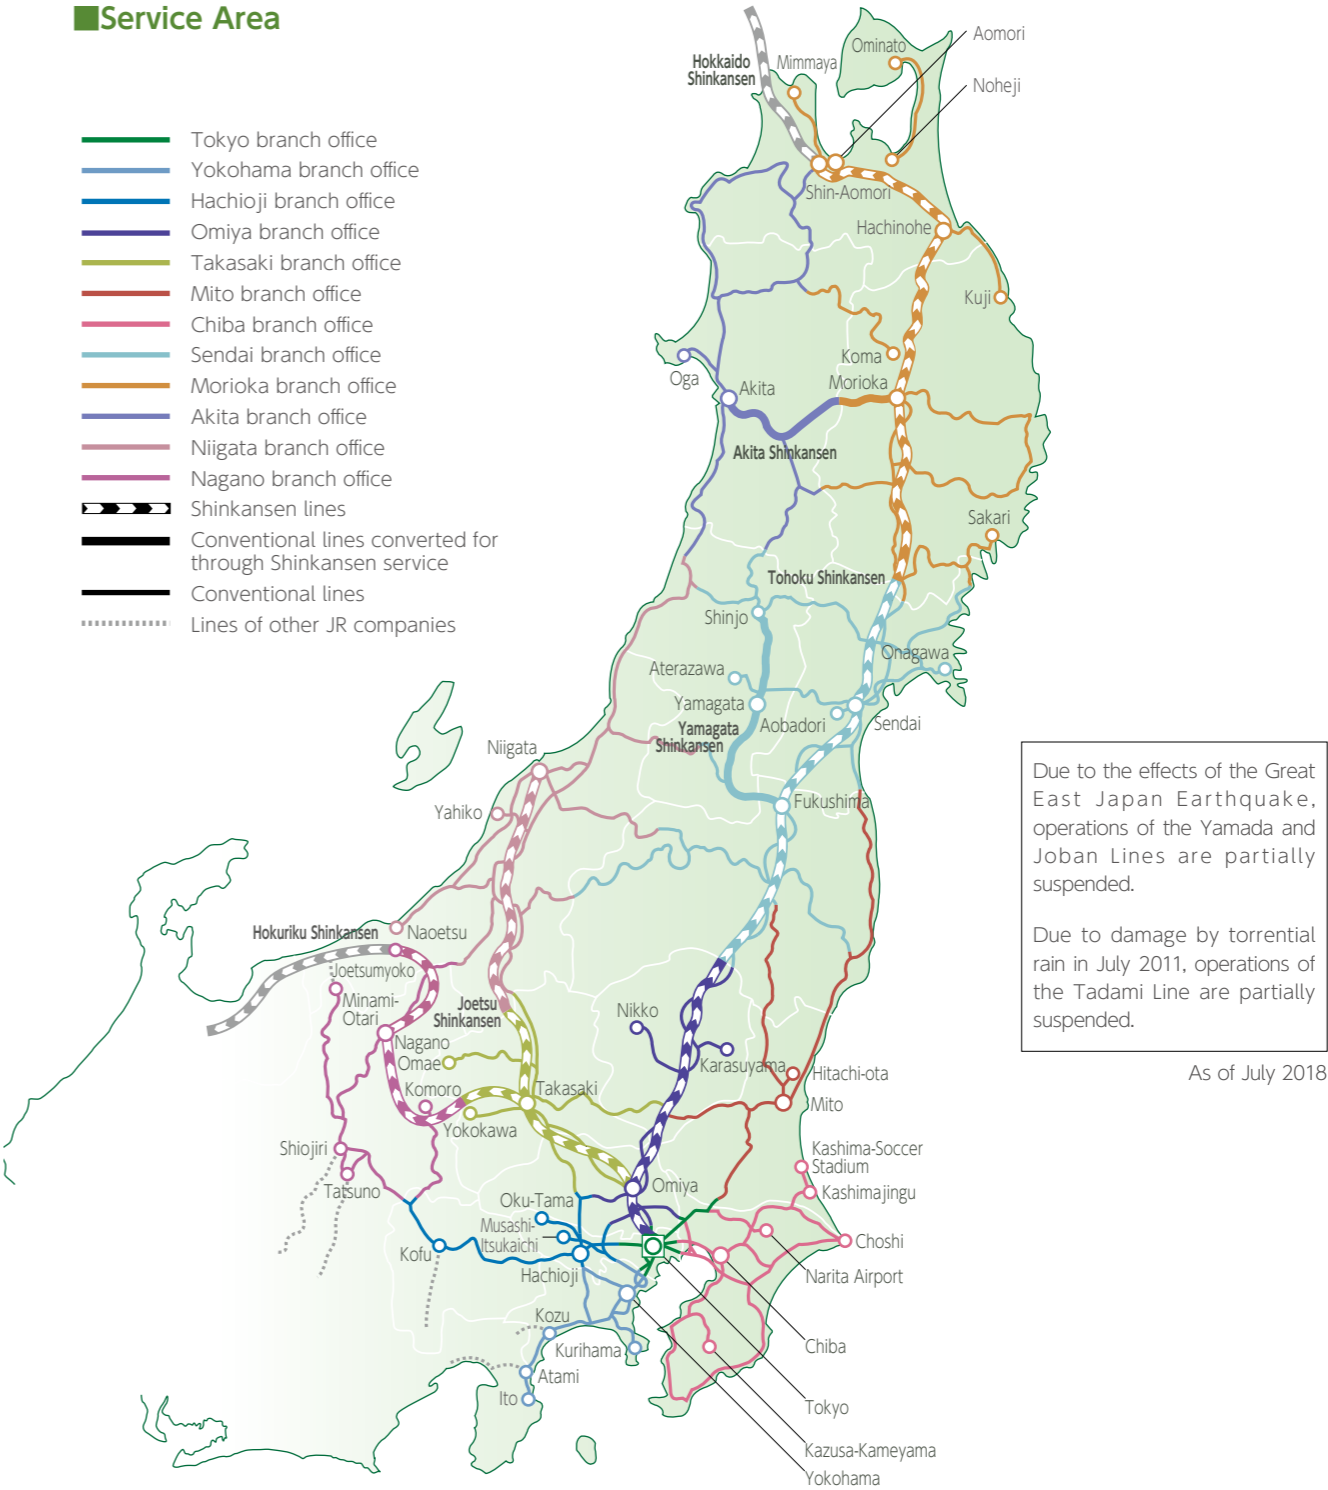 Service Area
Tokyo branch office
Yokohama branch office
Hachioji branch office
Omiya branch office
Takasaki branch office
Mito branch office
Chiba branch office
Sendai branch office
Morioka branch office
Akita branch office
Niigata branch office
Nagano branch office
Shinkansen lines
Conventional lines converted for
through Shinkansen service
Conventional lines
Lines of other JR companies
Hokkaido
Shinkansen
Mimmaya
Ominato
Aomori
Noheji
Shin-Aomori
Hachinohe
Kuji
Koma
Oga
Akita
Morioka
Akita Shinkansen
Sakari
Tohoku Shinkansen
Shinjo
Onagawa
Aterazawa
Yamagata
Aobadori
Sendai
Yamagata
Shinkansen
Niigata
Yahiko
Fukushima
Hokuriku Shinkansen
Naoetsu
Joetsumyoko
Minami-
Otari
Joetsu
Shinkansen
Nikko
Nagano
Omae
Karasuyama
Komoro
Takasaki
Hitachi-ota
Mito
Yokokawa
Shiojiri
Tatsuno
Kashima-Soccer
Stadium
Kashimajingu
Omiya
Oku-Tama
Musashi-
Itsukaichi
Kofu
Hachioji
Choshi
Narita Airport
Kozu
Kurihama
Chiba
Atami
Ito
Tokyo
Kazusa-Kameyama
Yokohama
Due to the effects of the Great
East Japan Earthquake,
operations of the Yamada and
Joban Lines are partially
suspended.
Due to damage by torrential
rain in July 2011, operations of
the Tadami Line are partially
suspended.
As of July 2018